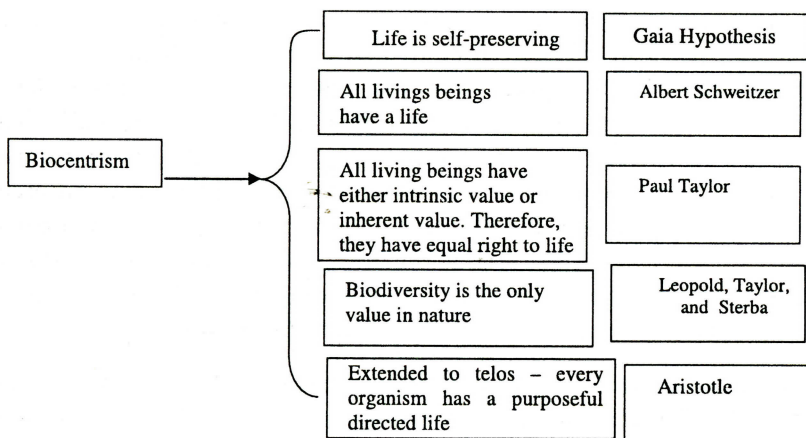 Life is self-preserving
Gaia Hypothesis
All livings beings
have a life
Albert Schweitzer
Biocentrism
All living beings have
either intrinsic value or
inherent value. Therefore,
they have equal right to life
Paul Taylor
Biodiversity is the only
value in nature
Leopold, Taylor,
and Sterba
Extended to telos – every
organism has a purposeful
directed life
Aristotle